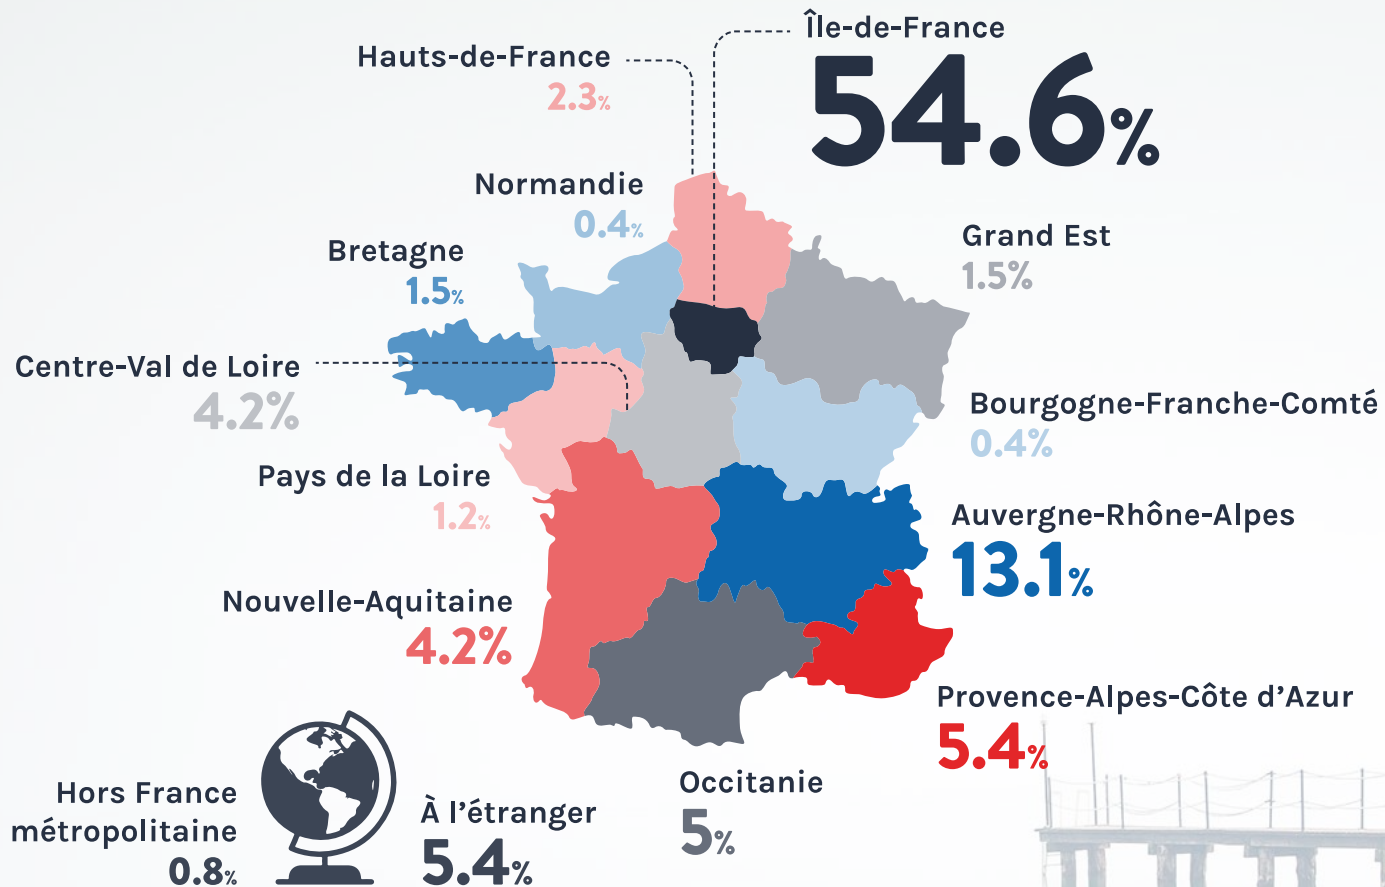 Île-de-France
54.6%
Hauts-de-France
2.3%
Normandie
0.4%
Grand Est
1.5%
Bretagne
1.5%
Centre-Val de Loire
4.2%
Bourgogne-Franche-Comté
0.4%
Pays de la Loire
1.2%
Auvergne-Rhône-Alpes
13.1%
Nouvelle-Aquitaine
4.2%
Provence-Alpes-Côte d’Azur
5.4%
Occitanie
5%
Hors France
métropolitaine
0.8%
À l’étranger
5.4%